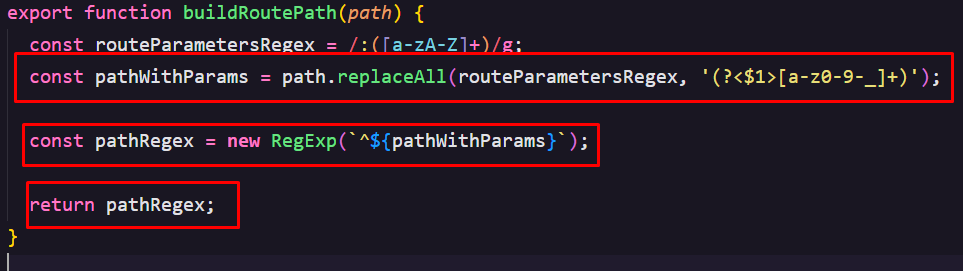 export function buildRoutePath(path) {
const routeParametersRegex = /:([a-zA-Z]+)/g;
const pathWithParams = path.replaceAll(routeParametersRegex, '(?<$1>[a-z0-9-_]+)');
const pathRegex = new RegExp(`^${pathWithParams}`);
return pathRegex;
}